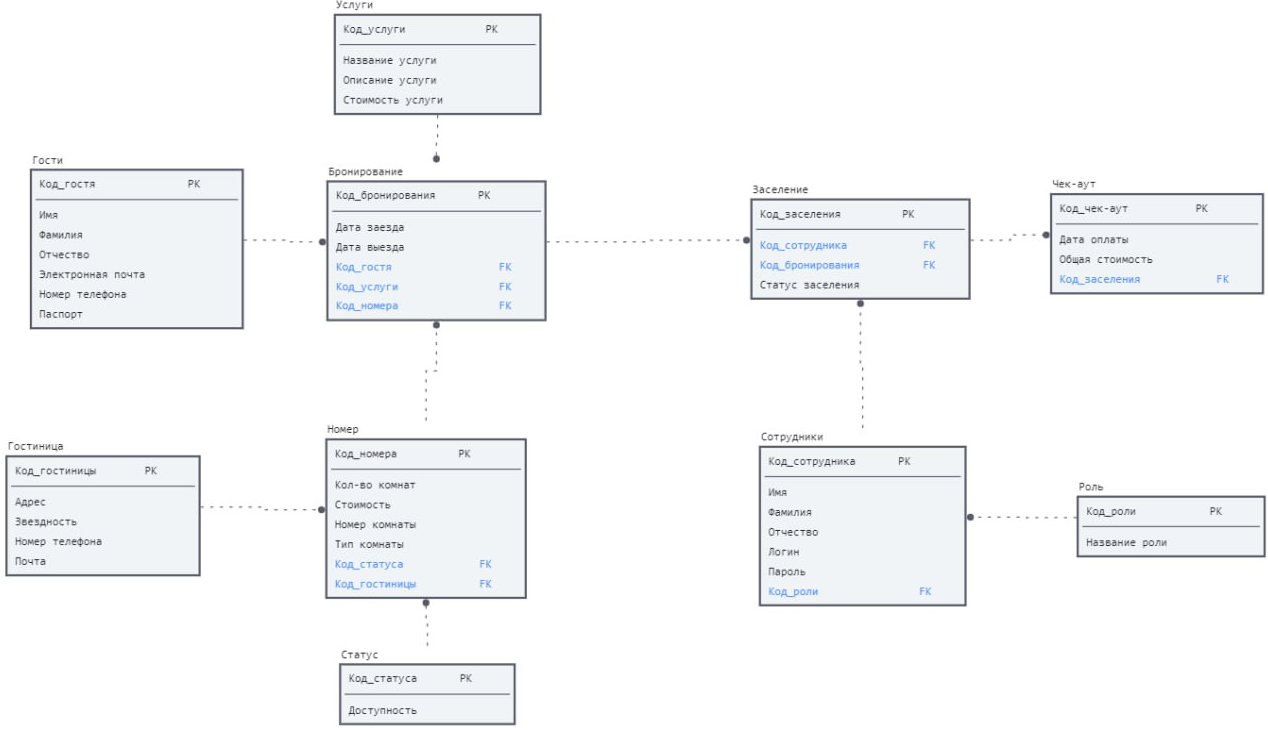 Услуги
Код_услуги PK
Название услуги
Описание услуги
Стоимость услуги
Гости
Код_гостя PK
Имя
Фамилия
Отчество
Электронная почта
Номер телефона
Паспорт
Бронирование
Код_бронирования PK
Дата заезда
Дата выезда
Код_гостя FK
Код_услуги FK
Код_номера FK
Заселение
Код_заселения PK
Код_сотрудника FK
Код_бронирования FK
Статус заселения
Чек-аут
Код_чек-аут PK
Дата оплаты
Общая стоимость
Код_заселения FK
Гостиница
Код_гостиницы PK
Адрес
Звездность
Номер телефона
Почта
Номер
Код_номера PK
Кол-во комнат
Стоимость
Номер комнаты
Тип комнаты
Код_статуса FK
Код_гостиницы FK
Сотрудники
Код_сотрудника PK
Имя
Фамилия
Отчество
Логин
Пароль
Код_роли FK
Роль
Код_роли PK
Название роли
Статус
Код_статуса PK
Доступность